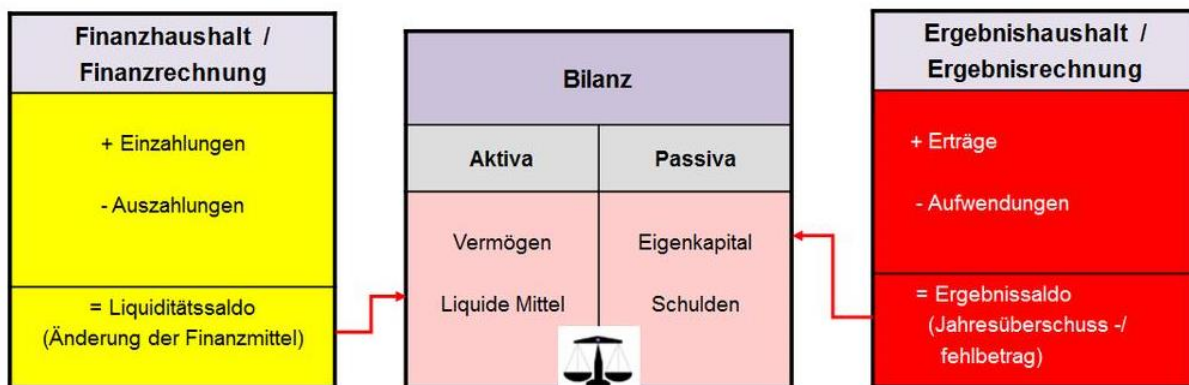 Finanzhaushalt /
Finanzrechnung
+ Einzahlungen
- Auszahlungen
= Liquiditätssaldo
(Änderung der Finanzmittel)
Bilanz
Aktiva
Passiva
Vermögen
Eigenkapital
Liquide Mittel
Schulden
Ergebnishaushalt /
Ergebnisrechnung
+ Erträge
- Aufwendungen
= Ergebnissaldo
(Jahresüberschuss -/
fehlbetrag)